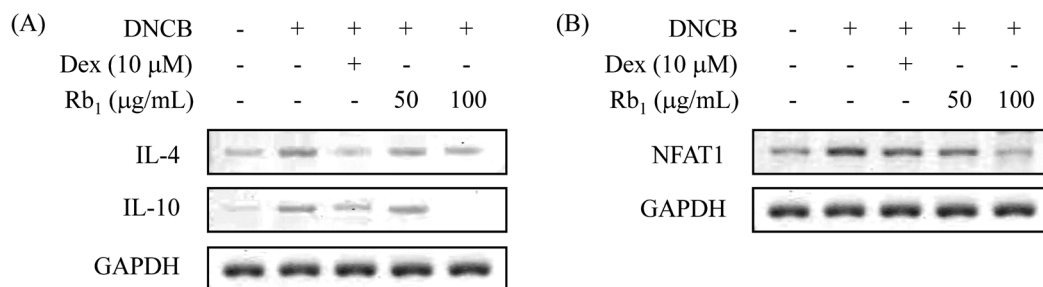 (A)
DNCB - + + + +
Dex (10 μM) - - + - -
Rb₁ (μg/mL) - - - 50 100
IL-4
IL-10
GAPDH
(B)
DNCB - + + + +
Dex (10 μM) - - + - -
Rb₁ (μg/mL) - - - 50 100
NFAT1
GAPDH